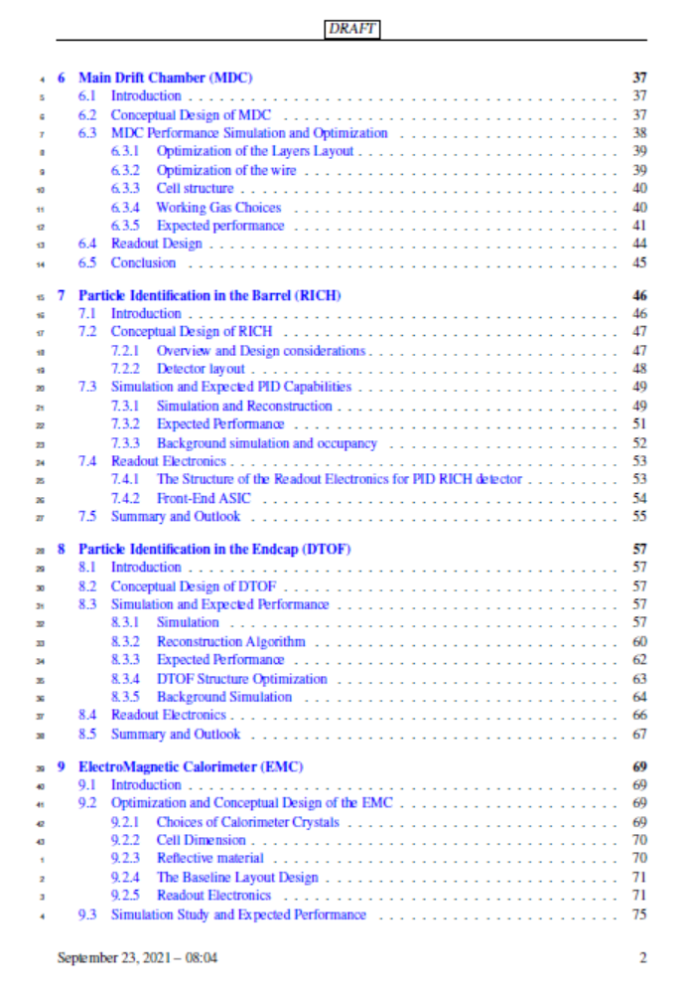 DRAFT
4 6 Main Drift Chamber (MDC) 37
5 6.1 Introduction . . . . . . . . . . 37
6 6.2 Conceptual Design of MDC . . . . . . . . . . 37
7 6.3 MDC Performance Simulation and Optimization . . . . . . . . . . 38
8 6.3.1 Optimization of the Layers Layout . . . . . . . . . . 39
9 6.3.2 Optimization of the wire . . . . . . . . . . 39
10 6.3.3 Cell structure . . . . . . . . . . 40
11 6.3.4 Working Gas Choices . . . . . . . . . . 40
12 6.3.5 Expected performance . . . . . . . . . . 41
13 6.4 Readout Design . . . . . . . . . . 44
14 6.5 Conclusion . . . . . . . . . . 45
15 7 Particle Identification in the Barrel (RICH) 46
16 7.1 Introduction . . . . . . . . . . 46
17 7.2 Conceptual Design of RICH . . . . . . . . . . 47
18 7.2.1 Overview and Design considerations . . . . . . . . . . 47
19 7.2.2 Detector layout . . . . . . . . . . 48
20 7.3 Simulation and Expected PID Capabilities . . . . . . . . . . 49
21 7.3.1 Simulation and Reconstruction . . . . . . . . . . 49
22 7.3.2 Expected Performance . . . . . . . . . . 51
23 7.3.3 Background simulation and occupancy . . . . . . . . . . 52
24 7.4 Readout Electronics . . . . . . . . . . 53
25 7.4.1 The Structure of the Readout Electronics for PID RICH detector . . . . . . . . . . 53
26 7.4.2 Front-End ASIC . . . . . . . . . . 54
27 7.5 Summary and Outlook . . . . . . . . . . 55
28 8 Particle Identification in the Endcap (DTOF) 57
29 8.1 Introduction . . . . . . . . . . 57
30 8.2 Conceptual Design of DTOF . . . . . . . . . . 57
31 8.3 Simulation and Expected Performance . . . . . . . . . . 57
32 8.3.1 Simulation . . . . . . . . . . 57
33 8.3.2 Reconstruction Algorithm . . . . . . . . . . 60
34 8.3.3 Expected Performance . . . . . . . . . . 62
35 8.3.4 DTOF Structure Optimization . . . . . . . . . . 63
36 8.3.5 Background Simulation . . . . . . . . . . 64
37 8.4 Readout Electronics . . . . . . . . . . 66
38 8.5 Summary and Outlook . . . . . . . . . . 67
39 9 ElectroMagnetic Calorimeter (EMC) 69
40 9.1 Introduction . . . . . . . . . . 69
41 9.2 Optimization and Conceptual Design of the EMC . . . . . . . . . . 69
42 9.2.1 Choices of Calorimeter Crystals . . . . . . . . . . 69
43 9.2.2 Cell Dimension . . . . . . . . . . 70
1 9.2.3 Reflective material . . . . . . . . . . 70
2 9.2.4 The Baseline Layout Design . . . . . . . . . . 71
3 9.2.5 Readout Electronics . . . . . . . . . . 71
4 9.3 Simulation Study and Expected Performance . . . . . . . . . . 75
September 23, 2021 – 08:04 2